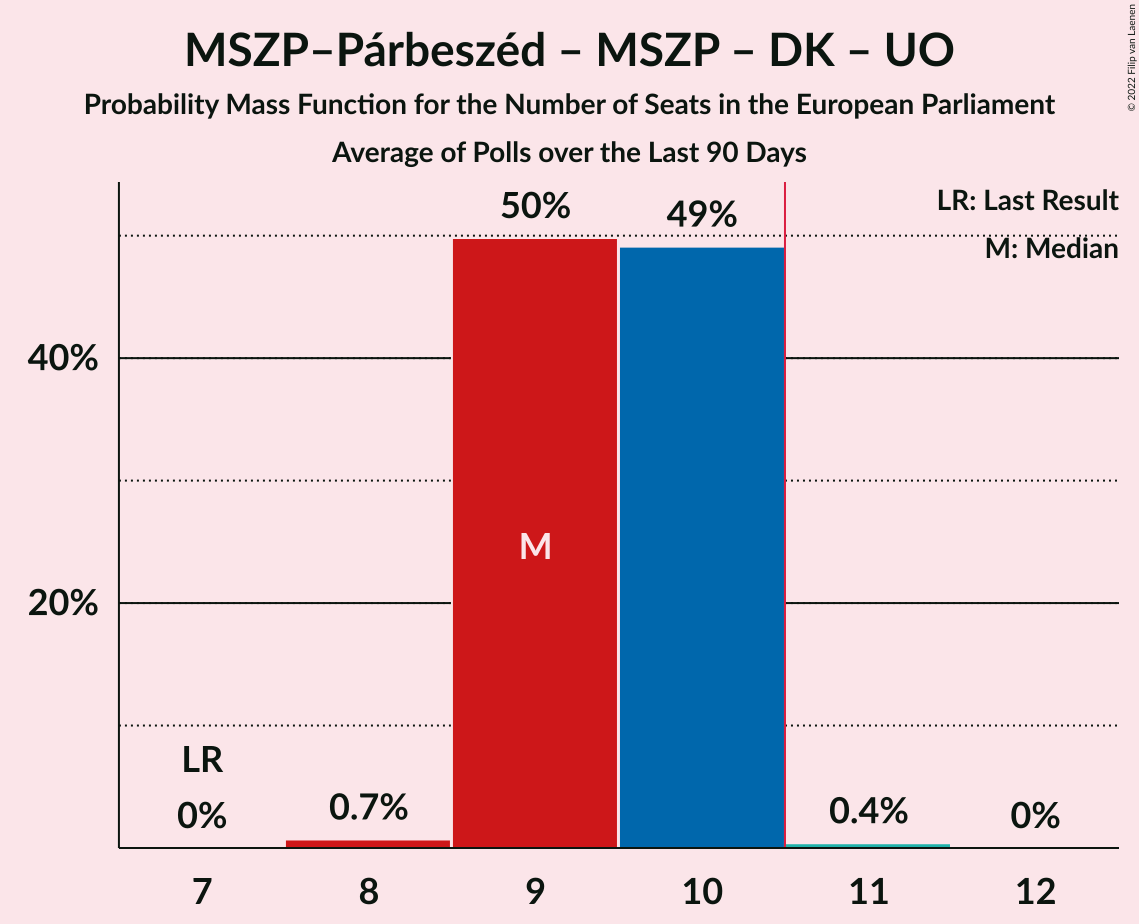 MSZP–Párbeszéd – MSZP – DK – UO
Probability Mass Function for the Number of Seats in the European Parliament
Average of Polls over the Last 90 Days
© 2022 Filip van Laenen
LR: Last Result
M: Median
50%
49%
40%
M
20%
LR
0%
0.7%
0.4%
0%
7
8
9
10
11
12